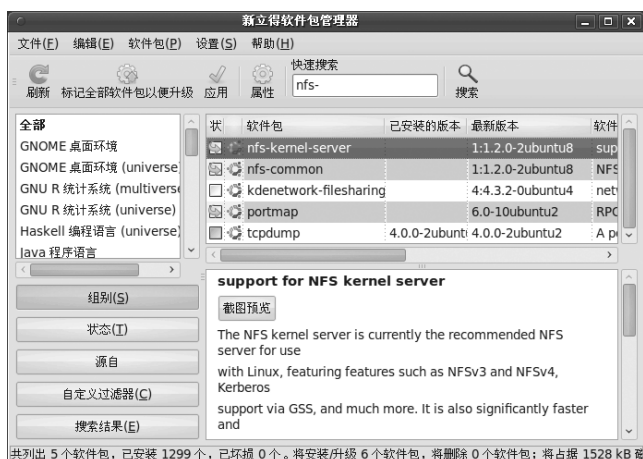 新立得软件包管理器
文件(F) 编辑(E) 软件包(P) 设置(S) 帮助(H)
刷新 标记全部软件包以便升级 应用 属性 快速搜索 nfs- 搜索
全部
GNOME 桌面环境
GNOME 桌面环境 (universe
GNU R 统计系统 (multivers
GNU R 统计系统 (universe)
Haskell 编程语言 (universe)
Java 程序语言
组别(S)
状态(T)
源自
自定义过滤器(C)
搜索结果(E)
状 软件包 已安装的版本 最新版本 软件
nfs-kernel-server 1:1.2.0-2ubuntu8 sup
nfs-common 1:1.2.0-2ubuntu8 NFS
kdenetwork-filesharing 4:4.3.2-0ubuntu4 net
portmap 6.0-10ubuntu2 RPC
tcpdump 4.0.0-2ubunt 4.0.0-2ubuntu2 A p
support for NFS kernel server
截图预览
The NFS kernel server is currently the recommended NFS
server for use
with Linux, featuring features such as NFSv3 and NFSv4,
Kerberos
support via GSS, and much more. It is also significantly faster
and
共列出 5 个软件包，已安装 1299 个，已坏损 0 个。将安装/升级 6 个软件包，将删除 0 个软件包；将占据 1528 kB